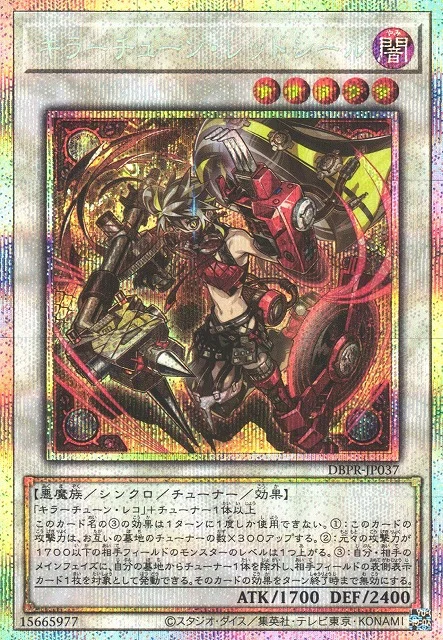 キラーチューン
闇
DBPR-JP037
【悪魔族/シンクロ/チューナー/効果】
「キラーチューン・レコ」+チューナー1体以上
このカード名の③の効果は1ターンに1度しか使用できない。①:このカードの
攻撃力は、お互いの墓地のチューナーの数×300アップする。②:元々の攻撃力が
1700以下の相手フィールドのモンスターのレベルは1つ上がる。③:自分・相手の
メインフェイズに、自分の墓地からチューナー1体を除外し、相手フィールドの表側表示
カード1枚を対象として発動できる。そのカードの効果をターン終了時まで無効にする。
ATK/1700 DEF/2400
15665977
©スタジオ・ダイス/集英社・テレビ東京・KONAMI